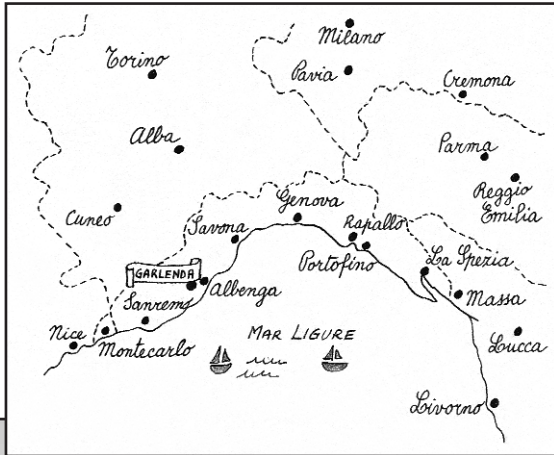 Milano
Torino
Pavia
Cremona
Alba
Parma
Reggio
Emilia
Cuneo
Genova
Savona
Rapallo
Portofino
La Spezia
GARLENDA
Albenga
Massa
Sanremo
MAR LIGURE
Nice
Montecarlo
Lucca
Livorno